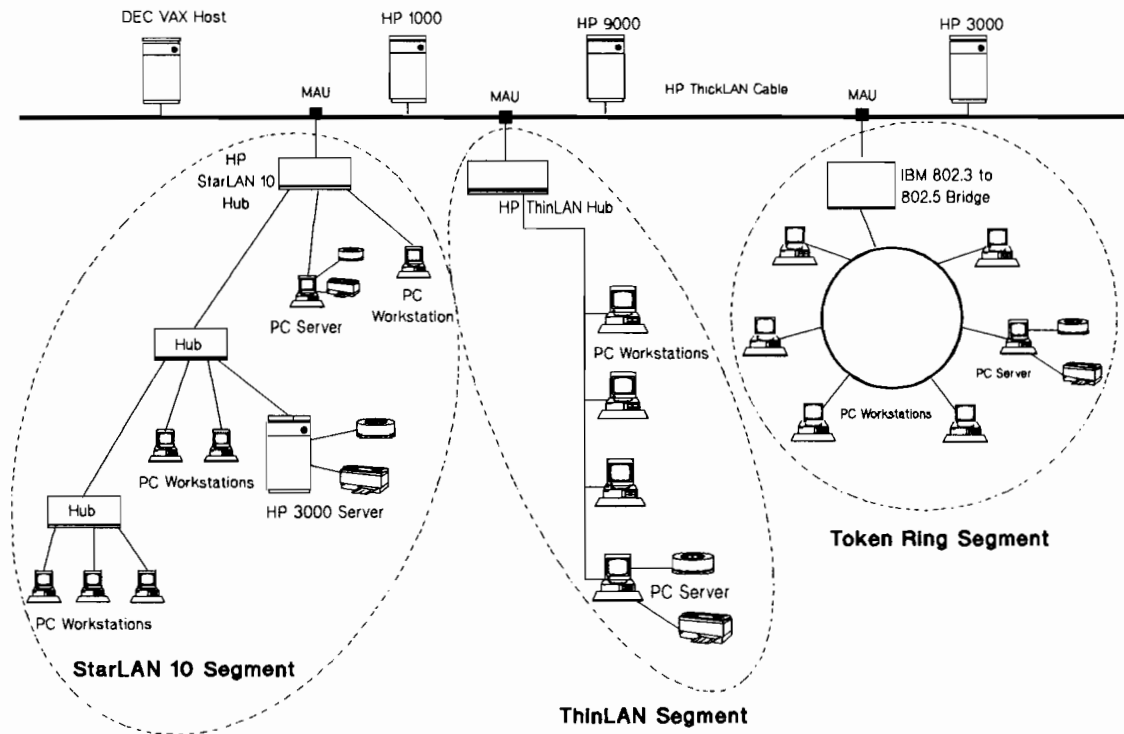 DEC VAX Host
HP 1000
HP 9000
HP 3000
MAU
MAU
HP ThickLAN Cable
MAU
HP
StarLAN 10
Hub
HP ThinLAN Hub
IBM 802.3 to
802.5 Bridge
PC Server
PC
Workstation
Hub
PC Workstations
PC Server
PC Workstations
PC Workstations
HP 3000 Server
Hub
PC Workstations
PC Server
Token Ring Segment
StarLAN 10 Segment
ThinLAN Segment